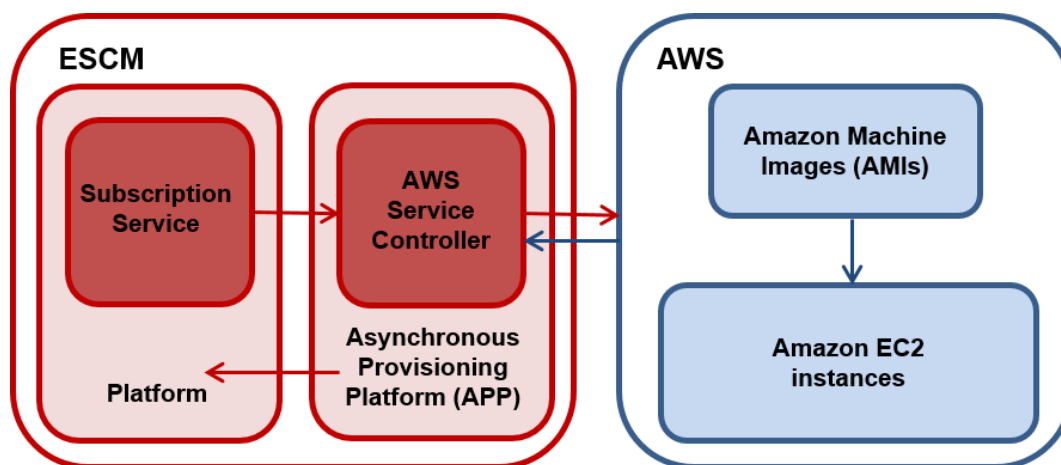 ESCM
Subscription
Service
Platform
AWS
Service
Controller
Asynchronous
Provisioning
Platform (APP)
AWS
Amazon Machine
Images (AMIs)
Amazon EC2
instances